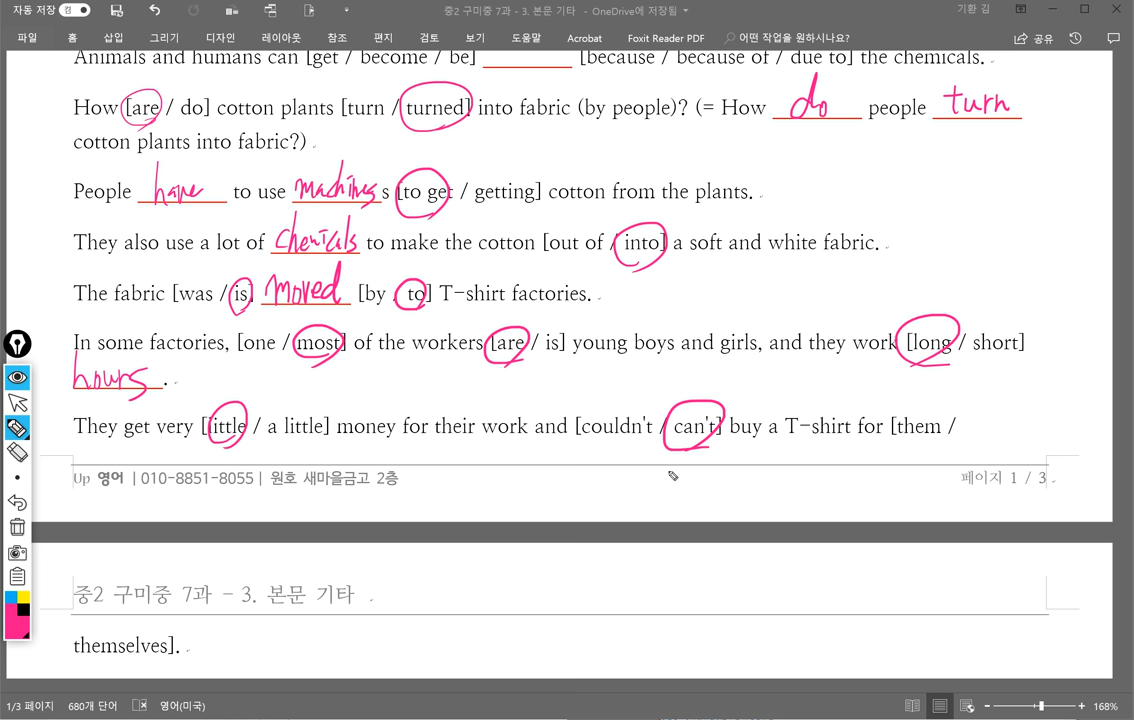 자동 저장 켬 중2 구미중 7과 - 3. 본문 기타 - OneDrive에 저장됨 기환 김
파일 홈 삽입 그리기 디자인 레이아웃 참조 편지 검토 보기 도움말 Acrobat Foxit Reader PDF 어떤 작업을 원하시나요? 공유
Animals and humans can [get / become / be] [because / because of / due to] the chemicals.
How [are / do] cotton plants [turn / turned] into fabric (by people)? (= How do people turn
cotton plants into fabric?)
People have to use machines s [to get / getting] cotton from the plants.
They also use a lot of chemicals to make the cotton [out of / into] a soft and white fabric.
The fabric [was / is] moved [by / to] T-shirt factories.
In some factories, [one / most] of the workers [are / is] young boys and girls, and they work [long / short]
hours .
They get very [little / a little] money for their work and [couldn't / can't] buy a T-shirt for [them /
Up 영어 | 010-8851-8055 | 원호 새마을금고 2층 페이지 1 / 3
중2 구미중 7과 - 3. 본문 기타
themselves].
1/3 페이지 680개 단어 영어(미국) 168%